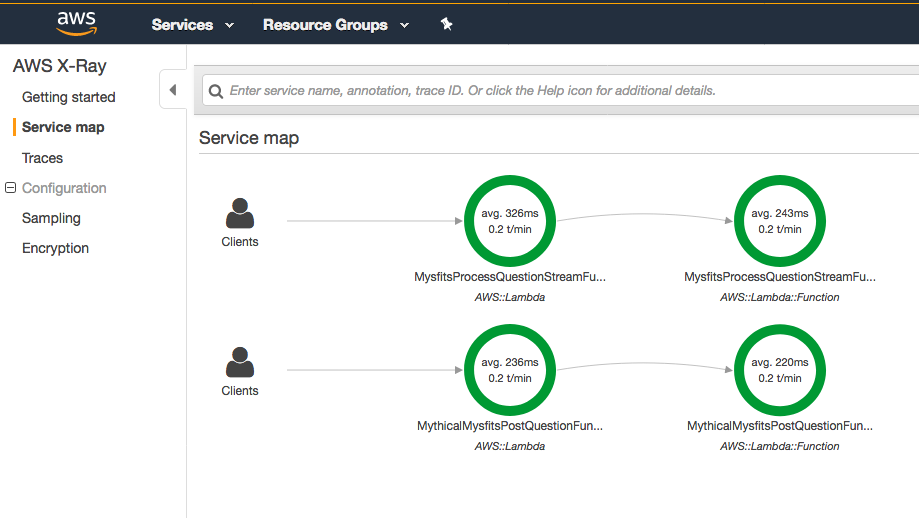 aws
Services
Resource Groups
AWS X-Ray
Getting started
Service map
Traces
Configuration
Sampling
Encryption
Enter service name, annotation, trace ID. Or click the Help icon for additional details.
Service map
Clients
avg. 326ms
0.2 t/min
MysfitsProcessQuestionStreamFu...
AWS::Lambda
avg. 243ms
0.2 t/min
MysfitsProcessQuestionStreamFu...
AWS::Lambda::Function
Clients
avg. 236ms
0.2 t/min
MythicalMysfitsPostQuestionFun...
AWS::Lambda
avg. 220ms
0.2 t/min
MythicalMysfitsPostQuestionFun...
AWS::Lambda::Function